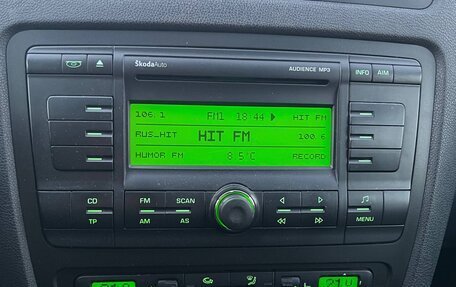 ŠkodaAuto AUDIENCE MP3 INFO AIM
106.1 FM1 18:44 HIT FM
RUS_HIT HIT FM 100.6
HUMOR FM 8.5°C RECORD
CD FM SCAN
TP AM AS MENU